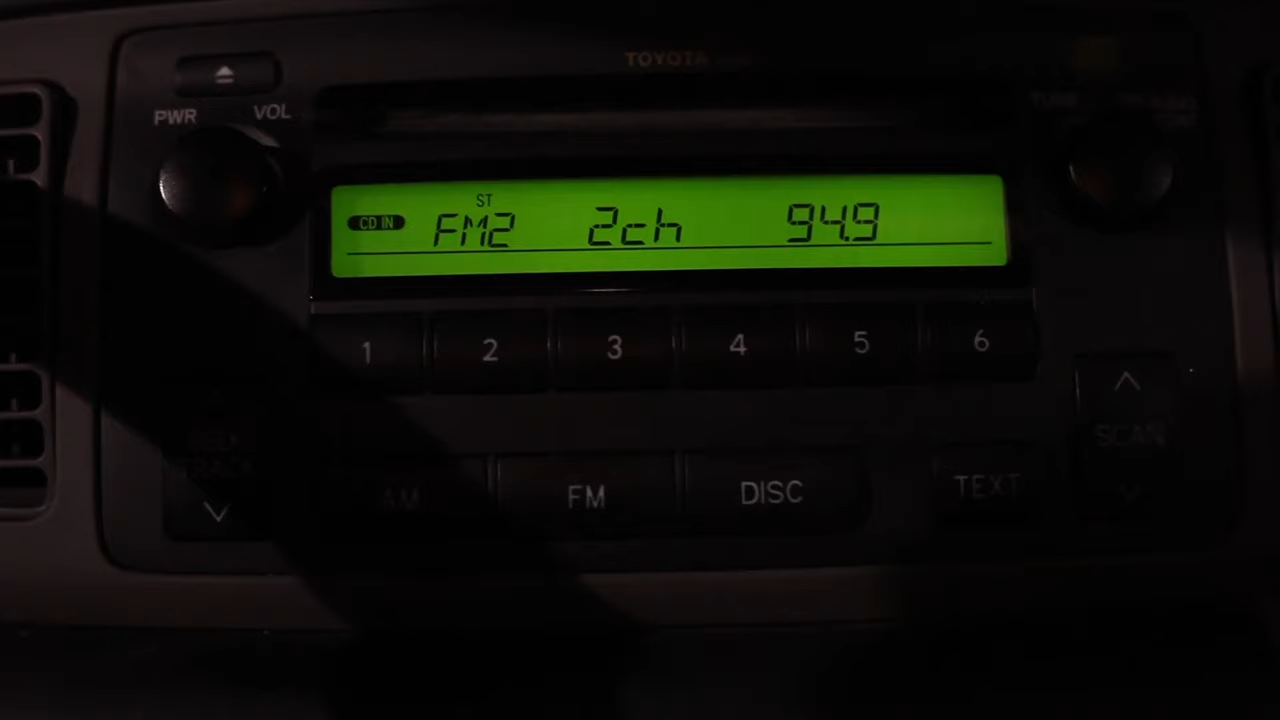 TOYOTA
PWR VOL
ST
CD IN FM2 2ch 94.9
1 2 3 4 5 6
SCAN
AM FM DISC TEXT